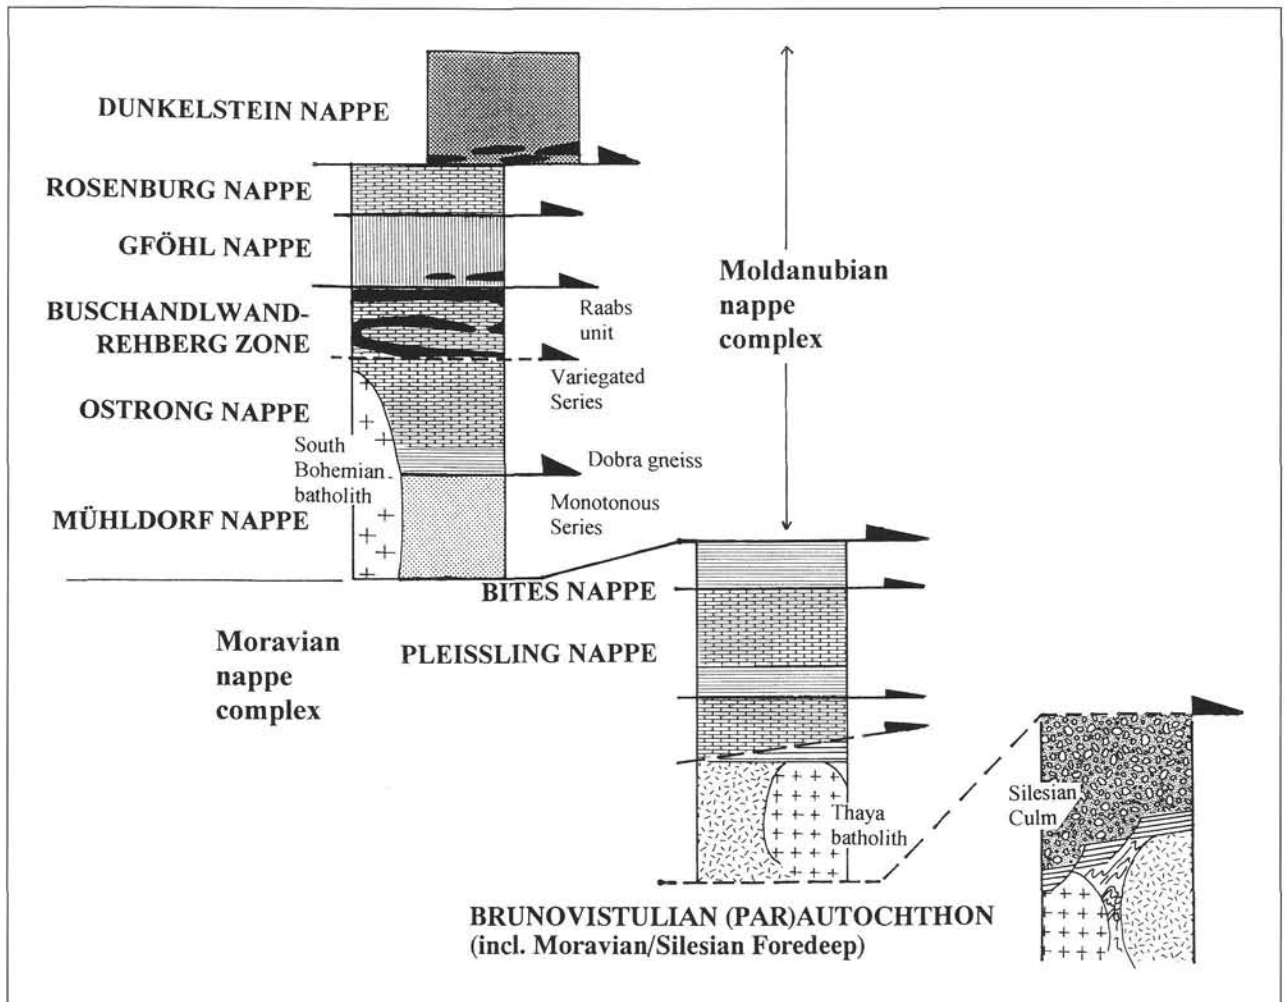 DUNKELSTEIN NAPPE
ROSENBURG NAPPE
GFÖHL NAPPE
BUSCHANDLWAND-
REHBERG ZONE
OSTRONG NAPPE
MÜHLDORF NAPPE
Raabs
unit
Variegated
Series
South
Bohemian
batholith
Dobra gneiss
Monotonous
Series
Moldanubian
nappe
complex
BITES NAPPE
PLEISSLING NAPPE
Moravian
nappe
complex
Thaya
batholith
Silesian
Culm
BRUNOVISTULIAN (PAR)AUTOCHTHON
(incl. Moravian/Silesian Foredeep)